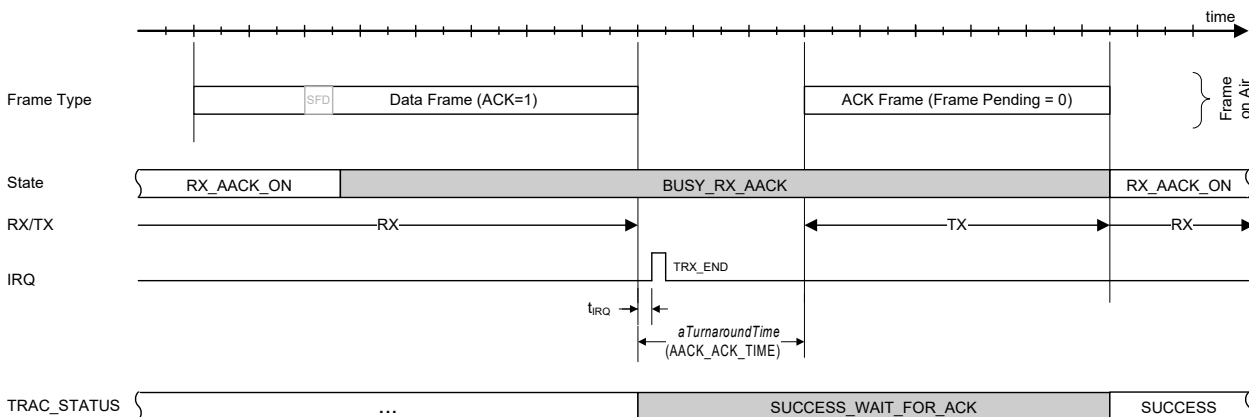 time
Frame Type
SFD
Data Frame (ACK=1)
ACK Frame (Frame Pending = 0)
Frame
on Air
State
RX_AACK_ON
BUSY_RX_AACK
RX_AACK_ON
RX/TX
RX
TX
RX
IRQ
TRX_END
tIRQ
aTurnaroundTime
(AACK_ACK_TIME)
TRAC_STATUS
...
SUCCESS_WAIT_FOR_ACK
SUCCESS